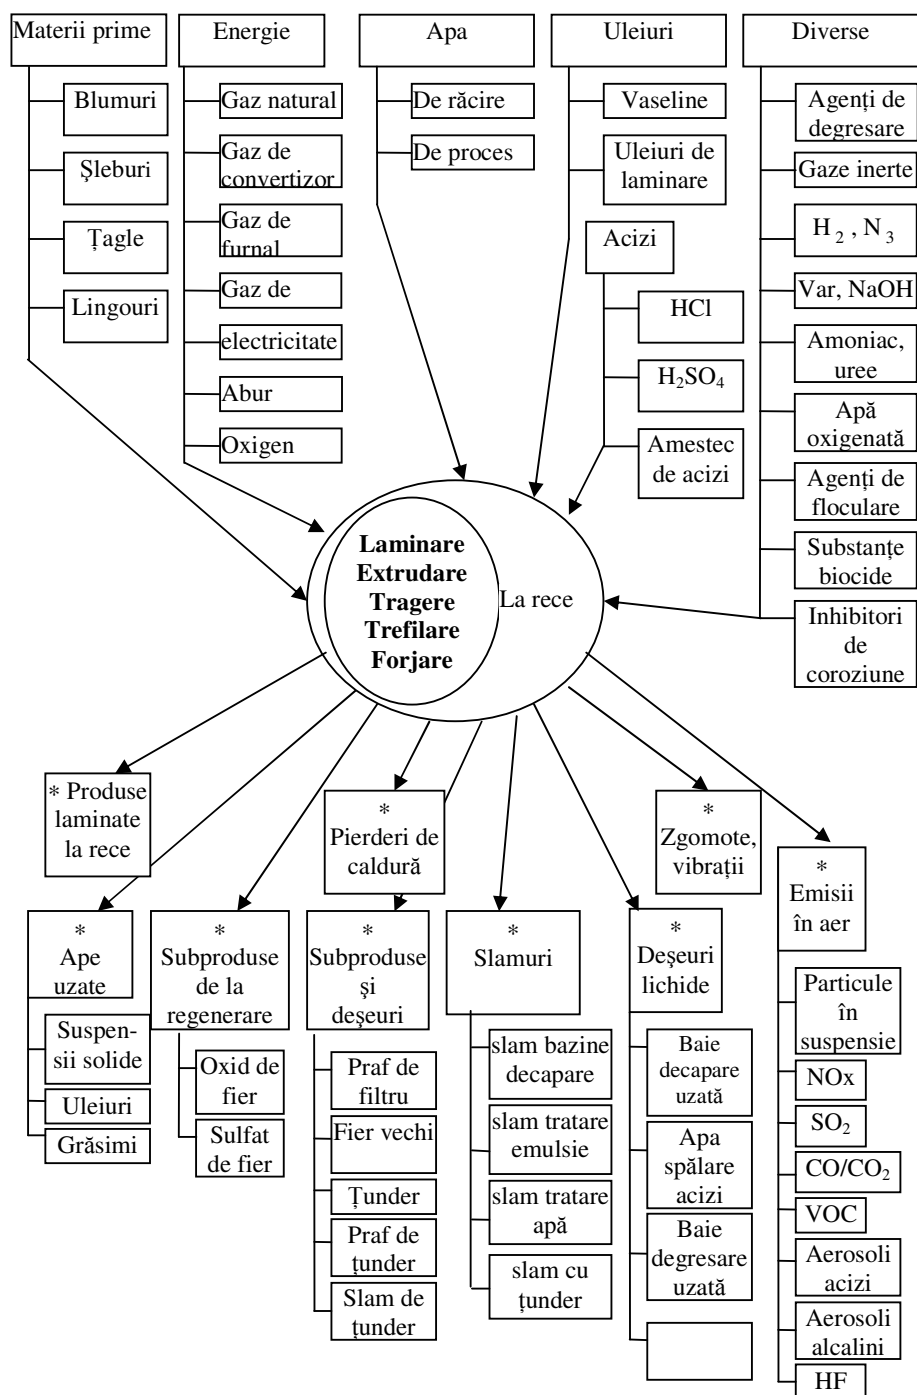 Materii prime
Blumuri
Şleburi
Ţagle
Lingouri
Energie
Gaz natural
Gaz de
convertizor
Gaz de
furnal
Gaz de
electricitate
Abur
Oxigen
Apa
De răcire
De proces
Uleiuri
Vaseline
Uleiuri de
laminare
Acizi
HCl
H₂SO₄
Amestec
de acizi
Diverse
Agenţi de
degresare
Gaze inerte
H ₂ , N ₃
Var, NaOH
Amoniac,
uree
Apă
oxigenată
Agenţi de
floculare
Substanţe
biocide
Inhibitori
de
coroziune
Laminare
Extrudare
Tragere
Trefilare
Forjare
La rece
* Produse
laminate
la rece
*
Pierderi de
caldură
*
Zgomote,
vibraţii
*
Ape
uzate
Suspen-
sii solide
Uleiuri
Grăsimi
*
Subproduse
de la
regenerare
Oxid de
fier
Sulfat
de fier
*
Subproduse
şi
deşeuri
Praf de
filtru
Fier vechi
Ţunder
Praf de
ţunder
Slam de
ţunder
*
Slamuri
slam bazine
decapare
slam tratare
emulsie
slam tratare
apă
slam cu
ţunder
*
Deşeuri
lichide
Baie
decapare
uzată
Apa
spălare
acizi
Baie
degresare
uzată
*
Emisii
în aer
Particule
în
suspensie
NOx
SO₂
CO/CO₂
VOC
Aerosoli
acizi
Aerosoli
alcalini
HF